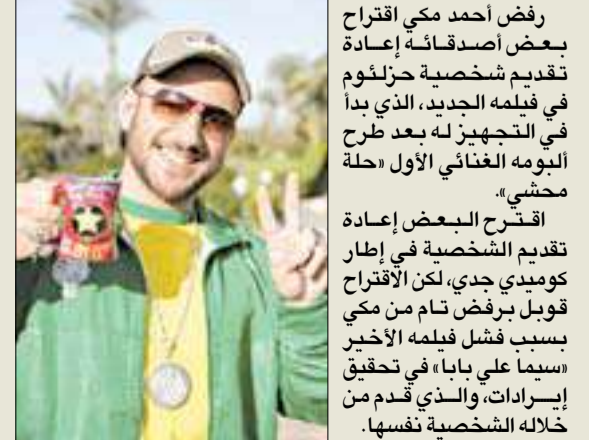 رفض أحمد مكي اقتراح
بعض أصدقائه إعادة
تقديم شخصية حزلئوم
في فيلمه الجديد، الذي بدأ
في التجهيز له بعد طرح
ألبومه الغنائي الأول «حلة
محشي».
اقترح البعض إعادة
تقديم الشخصية في إطار
كوميدي جدي، لكن الاقتراح
قوبل برفض تام من مكي
بسبب فشل فيلمه الأخير
«سيما علي بابا» في تحقيق
إيرادات، والذي قدم من
خلاله الشخصية نفسها.